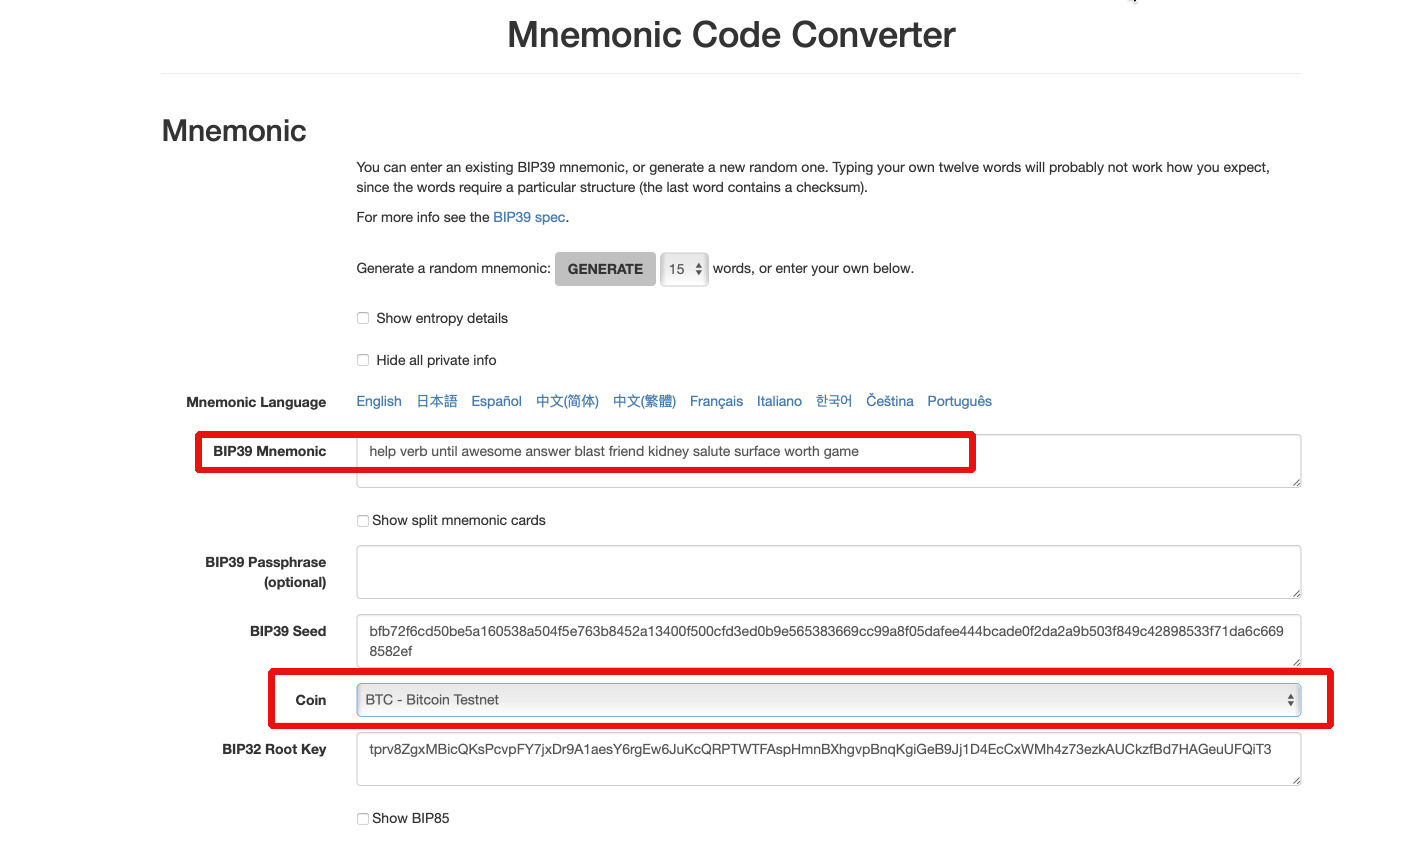 Mnemonic Code Converter
Mnemonic
You can enter an existing BIP39 mnemonic, or generate a new random one. Typing your own twelve words will probably not work how you expect,
since the words require a particular structure (the last word contains a checksum).
For more info see the BIP39 spec.
Generate a random mnemonic: GENERATE 15 words, or enter your own below.
Show entropy details
Hide all private info
Mnemonic Language English 日本語 Español 中文(简体) 中文(繁體) Français Italiano 한국어 Čeština Português
BIP39 Mnemonic help verb until awesome answer blast friend kidney salute surface worth game
Show split mnemonic cards
BIP39 Passphrase
(optional)
BIP39 Seed bfb72f6cd50be5a160538a504f5e763b8452a13400f500cfd3ed0b9e565383669cc99a8f05dafee444bcade0f2da2a9b503f849c42898533f71da6c669
8582ef
Coin BTC - Bitcoin Testnet
BIP32 Root Key tprv8ZgxMBicQKsPcvpFY7jxDr9A1aesY6rgEw6JuKcQRPTWTFAspHmnBXhgvpBnqKgiGeB9Jj1D4EcCxWMh4z73ezkAUCkzfBd7HAGeuUFQiT3
Show BIP85